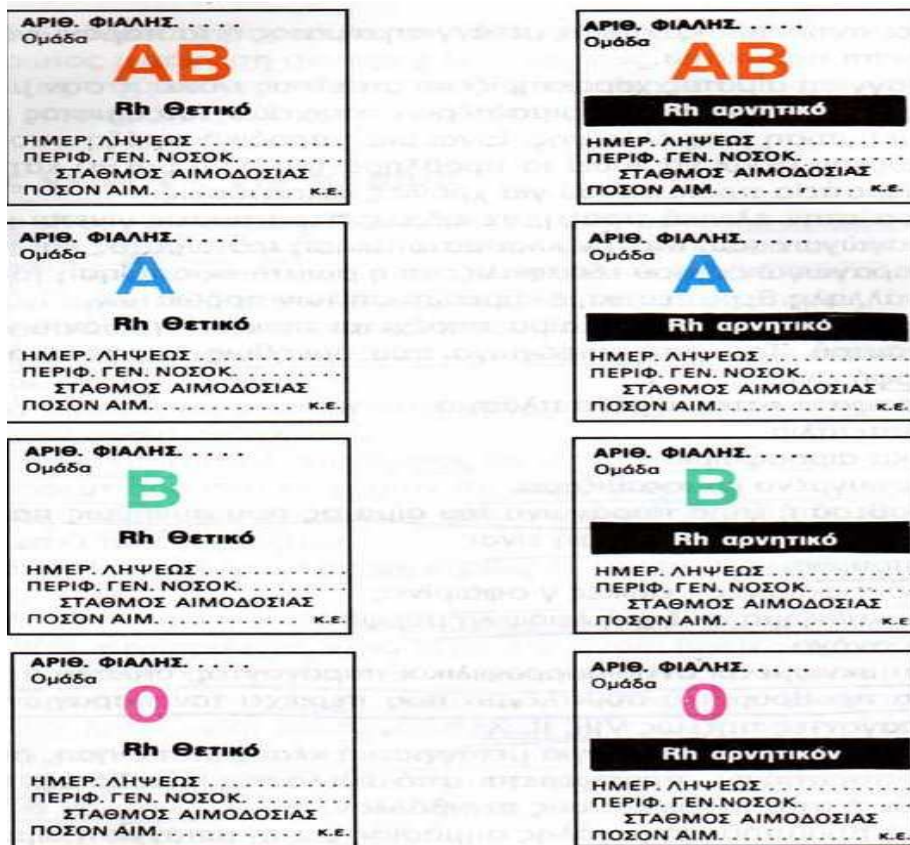 ΑΡΙΘ. ΦΙΑΛΗΣ. . . . .
Ομάδα
ΑΒ
Rh Θετικό
ΗΜΕΡ. ΛΗΨΕΩΣ . . . . . . . . . . . . . .
ΠΕΡΙΦ. ΓΕΝ. ΝΟΣΟΚ. . . . . . . . . . .
ΣΤΑΘΜΟΣ ΑΙΜΟΔΟΣΙΑΣ
ΠΟΣΟΝ ΑΙΜ. . . . . . . . . . . . . κ.ε.
ΑΡΙΘ. ΦΙΑΛΗΣ. . . . .
Ομάδα
ΑΒ
Rh αρνητικό
ΗΜΕΡ. ΛΗΨΕΩΣ . . . . . . . . . . . . . .
ΠΕΡΙΦ. ΓΕΝ. ΝΟΣΟΚ. . . . . . . . . . .
ΣΤΑΘΜΟΣ ΑΙΜΟΔΟΣΙΑΣ
ΠΟΣΟΝ ΑΙΜ. . . . . . . . . . . . . κ.ε.
ΑΡΙΘ. ΦΙΑΛΗΣ. . . . .
Ομάδα
Α
Rh Θετικό
ΗΜΕΡ. ΛΗΨΕΩΣ . . . . . . . . . . . . . .
ΠΕΡΙΦ. ΓΕΝ. ΝΟΣΟΚ. . . . . . . . . . .
ΣΤΑΘΜΟΣ ΑΙΜΟΔΟΣΙΑΣ
ΠΟΣΟΝ ΑΙΜ. . . . . . . . . . . . . κ.ε.
ΑΡΙΘ. ΦΙΑΛΗΣ. . . . .
Ομάδα
Α
Rh αρνητικό
ΗΜΕΡ. ΛΗΨΕΩΣ . . . . . . . . . . . . . .
ΠΕΡΙΦ. ΓΕΝ. ΝΟΣΟΚ. . . . . . . . . . .
ΣΤΑΘΜΟΣ ΑΙΜΟΔΟΣΙΑΣ
ΠΟΣΟΝ ΑΙΜ. . . . . . . . . . . . . κ.ε.
ΑΡΙΘ. ΦΙΑΛΗΣ. . . . .
Ομάδα
Β
Rh Θετικό
ΗΜΕΡ. ΛΗΨΕΩΣ . . . . . . . . . . . . . .
ΠΕΡΙΦ. ΓΕΝ. ΝΟΣΟΚ. . . . . . . . . . .
ΣΤΑΘΜΟΣ ΑΙΜΟΔΟΣΙΑΣ
ΠΟΣΟΝ ΑΙΜ. . . . . . . . . . . . . κ.ε.
ΑΡΙΘ. ΦΙΑΛΗΣ. . . . .
Ομάδα
Β
Rh αρνητικό
ΗΜΕΡ. ΛΗΨΕΩΣ . . . . . . . . . . . . . .
ΠΕΡΙΦ. ΓΕΝ. ΝΟΣΟΚ. . . . . . . . . . .
ΣΤΑΘΜΟΣ ΑΙΜΟΔΟΣΙΑΣ
ΠΟΣΟΝ ΑΙΜ. . . . . . . . . . . . . κ.ε.
ΑΡΙΘ. ΦΙΑΛΗΣ. . . . .
Ομάδα
0
Rh Θετικό
ΗΜΕΡ. ΛΗΨΕΩΣ . . . . . . . . . . . . . .
ΠΕΡΙΦ. ΓΕΝ. ΝΟΣΟΚ. . . . . . . . . . .
ΣΤΑΘΜΟΣ ΑΙΜΟΔΟΣΙΑΣ
ΠΟΣΟΝ ΑΙΜ. . . . . . . . . . . . . κ.ε.
ΑΡΙΘ. ΦΙΑΛΗΣ. . . . .
Ομάδα
0
Rh αρνητικόν
ΗΜΕΡ. ΛΗΨΕΩΣ . . . . . . . . . . . . . .
ΠΕΡΙΦ. ΓΕΝ.ΝΟΣΟΚ. . . . . . . . . . .
ΣΤΑΘΜΟΣ ΑΙΜΟΔΟΣΙΑΣ
ΠΟΣΟΝ ΑΙΜ. . . . . . . . . . . . . κ.ε.